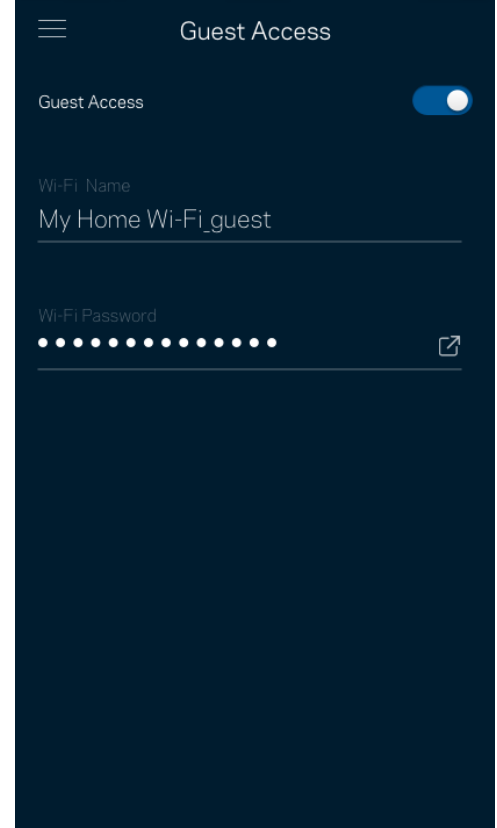 Guest Access
Guest Access
Wi-Fi Name
My Home Wi-Fi_guest
Wi-Fi Password
••••••••••••••